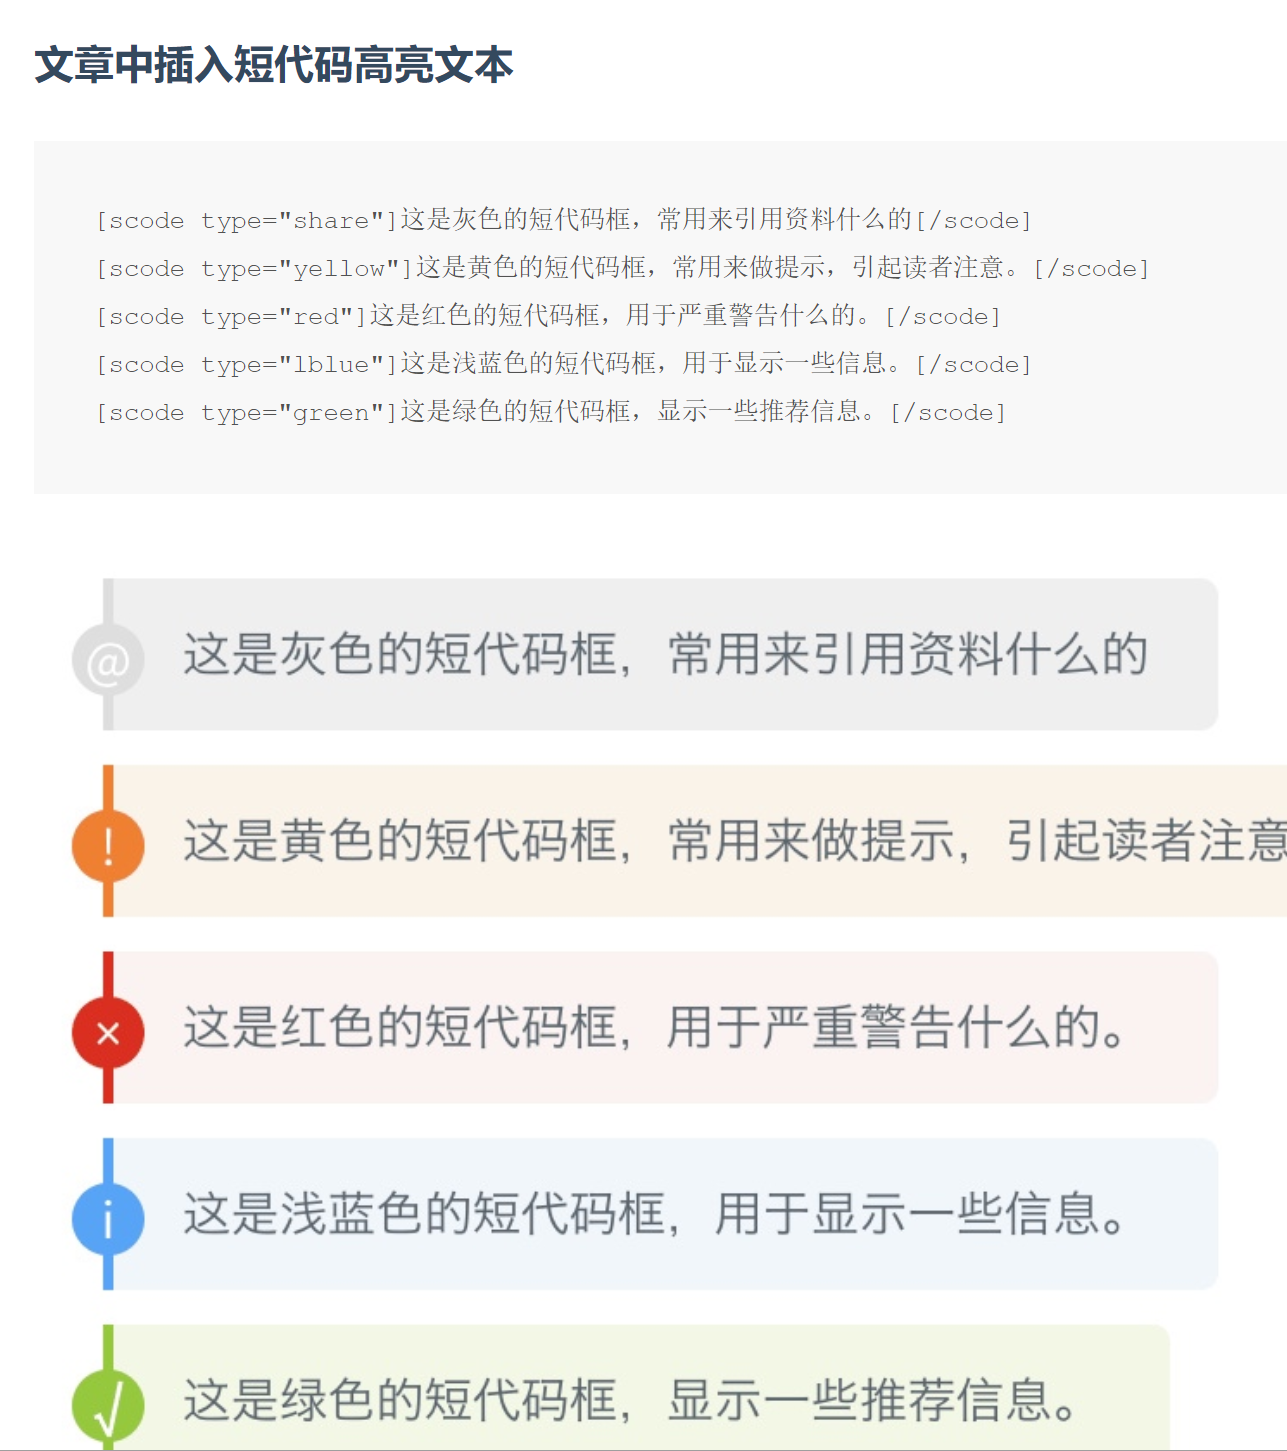 文章中插入短代码高亮文本
[scode type="share"]这是灰色的短代码框，常用来引用资料什么的[/scode]
[scode type="yellow"]这是黄色的短代码框，常用来做提示，引起读者注意。[/scode]
[scode type="red"]这是红色的短代码框，用于严重警告什么的。[/scode]
[scode type="lblue"]这是浅蓝色的短代码框，用于显示一些信息。[/scode]
[scode type="green"]这是绿色的短代码框，显示一些推荐信息。[/scode]
@ 这是灰色的短代码框，常用来引用资料什么的
! 这是黄色的短代码框，常用来做提示，引起读者注意
× 这是红色的短代码框，用于严重警告什么的。
i 这是浅蓝色的短代码框，用于显示一些信息。
√ 这是绿色的短代码框，显示一些推荐信息。